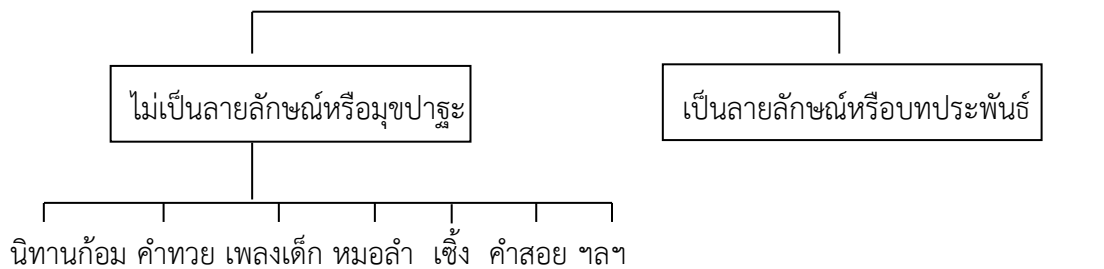 ไม่เป็นลายลักษณ์หรือมุขปาฐะ
เป็นลายลักษณ์หรือบทประพันธ์
นิทานก้อม คำทวย เพลงเด็ก หมอลำ เซิ้ง คำสอย ฯลฯ